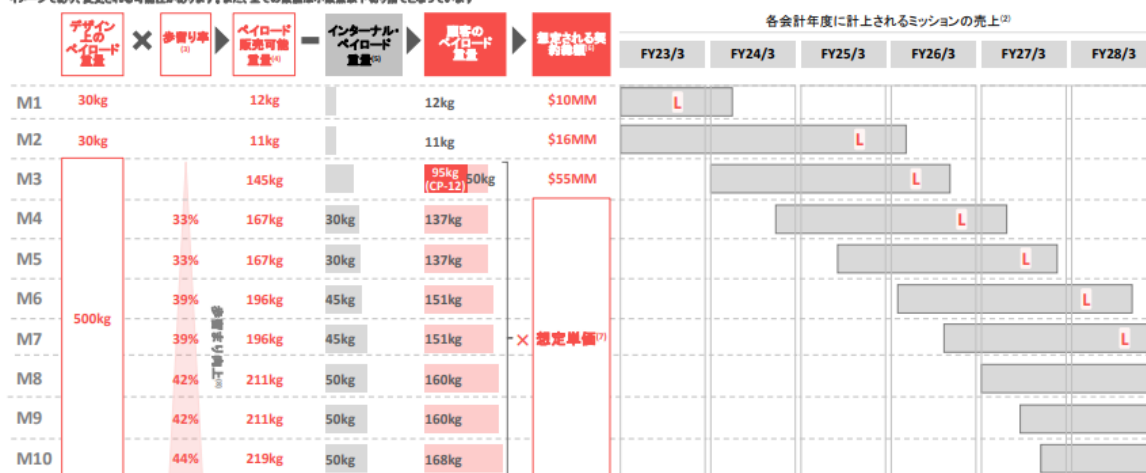 デザイン
上の
ペイロード
重量
×
歩留り率
(3)
ペイロード
販売可能
重量(4)
インターナル・
ペイロード
重量(5)
顧客の
ペイロード
重量
想定される契
約総額(6)
各会計年度に計上されるミッションの売上(2)
FY23/3 FY24/3 FY25/3 FY26/3 FY27/3 FY28/3
M1 30kg 12kg 12kg $10MM L
M2 30kg 11kg 11kg $16MM L
M3 145kg 95kg (CP-12) 50kg $55MM L
M4 33% 167kg 30kg 137kg L
M5 33% 167kg 30kg 137kg L
M6 39% 196kg 45kg 151kg L
500kg
M7 39% 196kg 45kg 151kg × 想定単価(7) L
歩留まり向上(8)
M8 42% 211kg 50kg 160kg
M9 42% 211kg 50kg 160kg
M10 44% 219kg 50kg 168kg